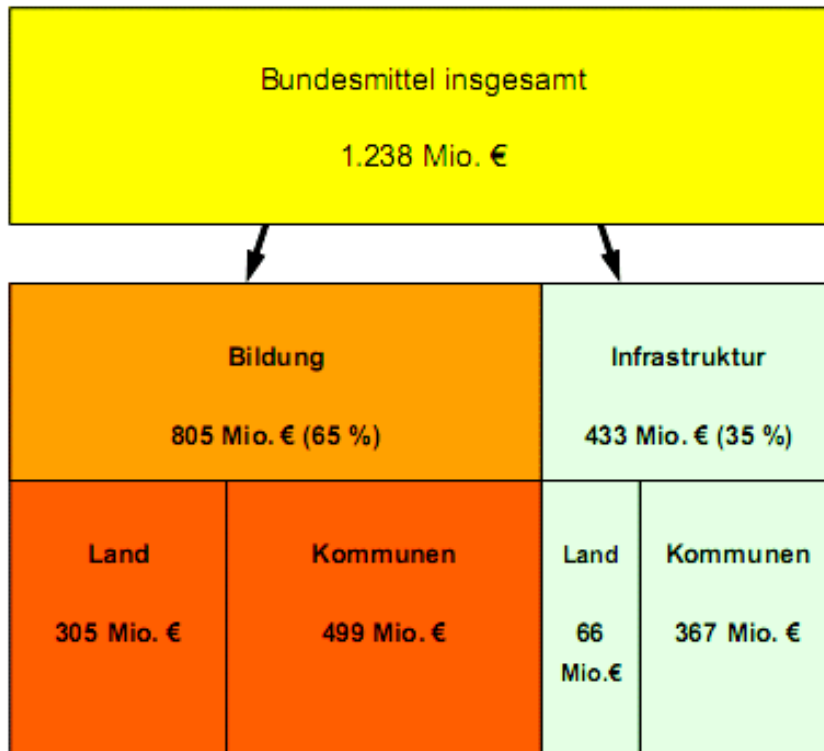 Bundesmittel insgesamt
1.238 Mio. €
Bildung
805 Mio. € (65 %)
Infrastruktur
433 Mio. € (35 %)
Land
305 Mio. €
Kommunen
499 Mio. €
Land
66
Mio.€
Kommunen
367 Mio. €